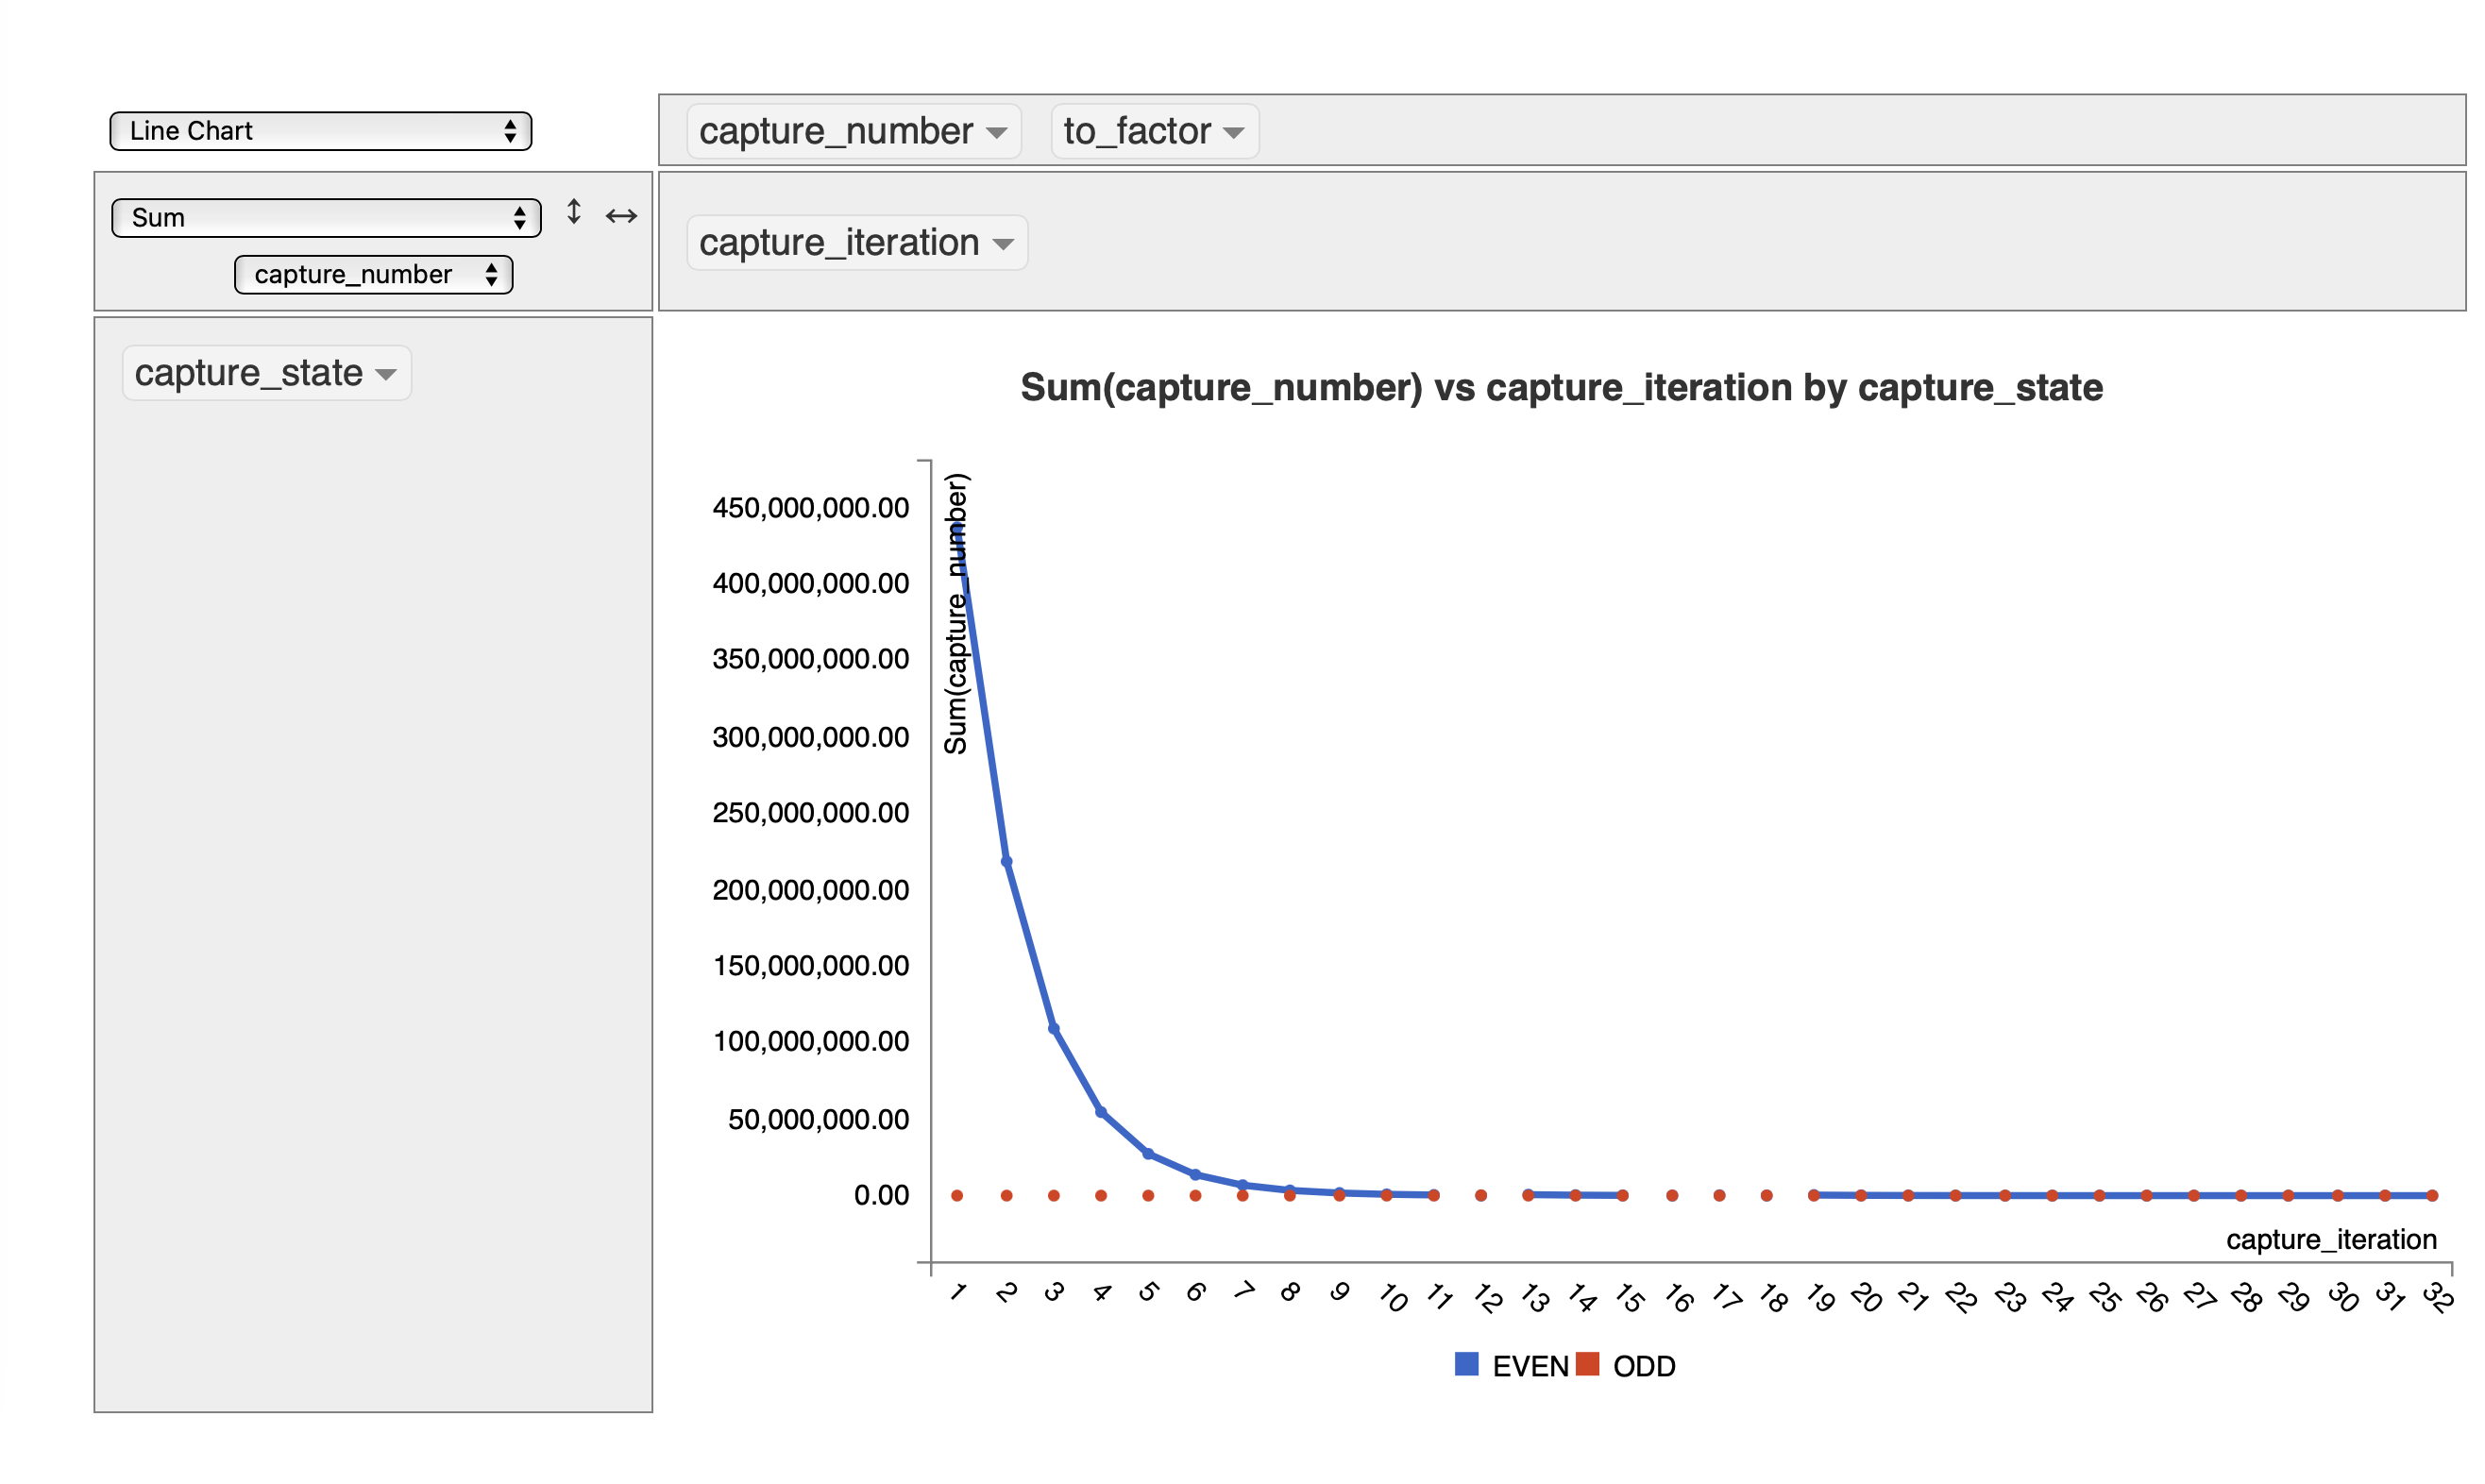 Line Chart
capture_number to_factor
Sum
capture_number
capture_iteration
capture_state
Sum(capture_number) vs capture_iteration by capture_state
Sum(capture_number)
450,000,000.00
400,000,000.00
350,000,000.00
300,000,000.00
250,000,000.00
200,000,000.00
150,000,000.00
100,000,000.00
50,000,000.00
0.00
capture_iteration
1 2 3 4 5 6 7 8 9 10 11 12 13 14 15 16 17 18 19 20 21 22 23 24 25 26 27 28 29 30 31 32
EVEN ODD